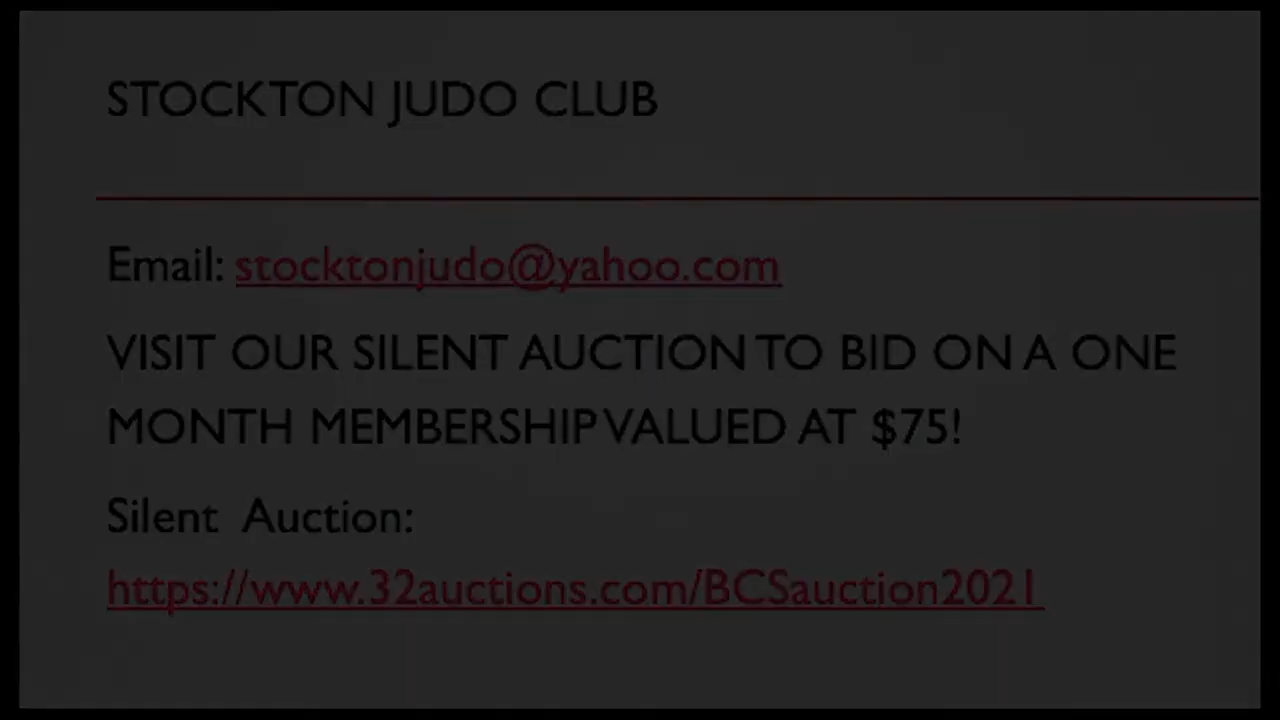 STOCKTON JUDO CLUB
Email: stocktonjudo@yahoo.com
VISIT OUR SILENT AUCTION TO BID ON A ONE
MONTH MEMBERSHIP VALUED AT $75!
Silent Auction:
https://www.32auctions.com/BCSauction2021